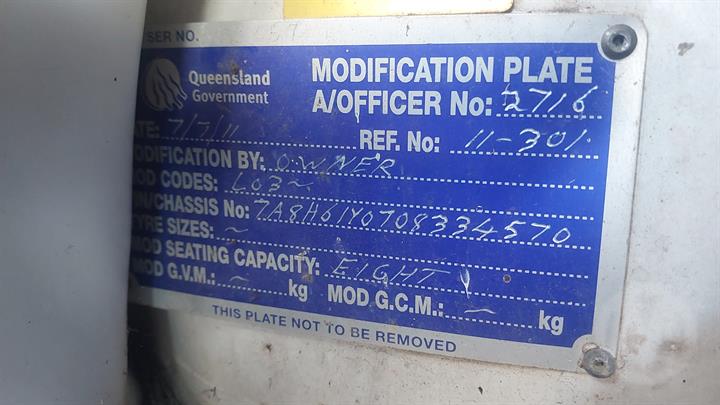 SER NO.
Queensland Government
MODIFICATION PLATE
A/OFFICER No: 2716
ATE: 7/7/11 REF. No: 11-301
ODIFICATION BY: OWNER
OD CODES: LO3~
IN/CHASSIS No: 7A8H61Y0708334570
YRE SIZES: ~
MOD SEATING CAPACITY: EIGHT
MOD G.V.M.: ~ kg MOD G.C.M.: ~ kg
THIS PLATE NOT TO BE REMOVED